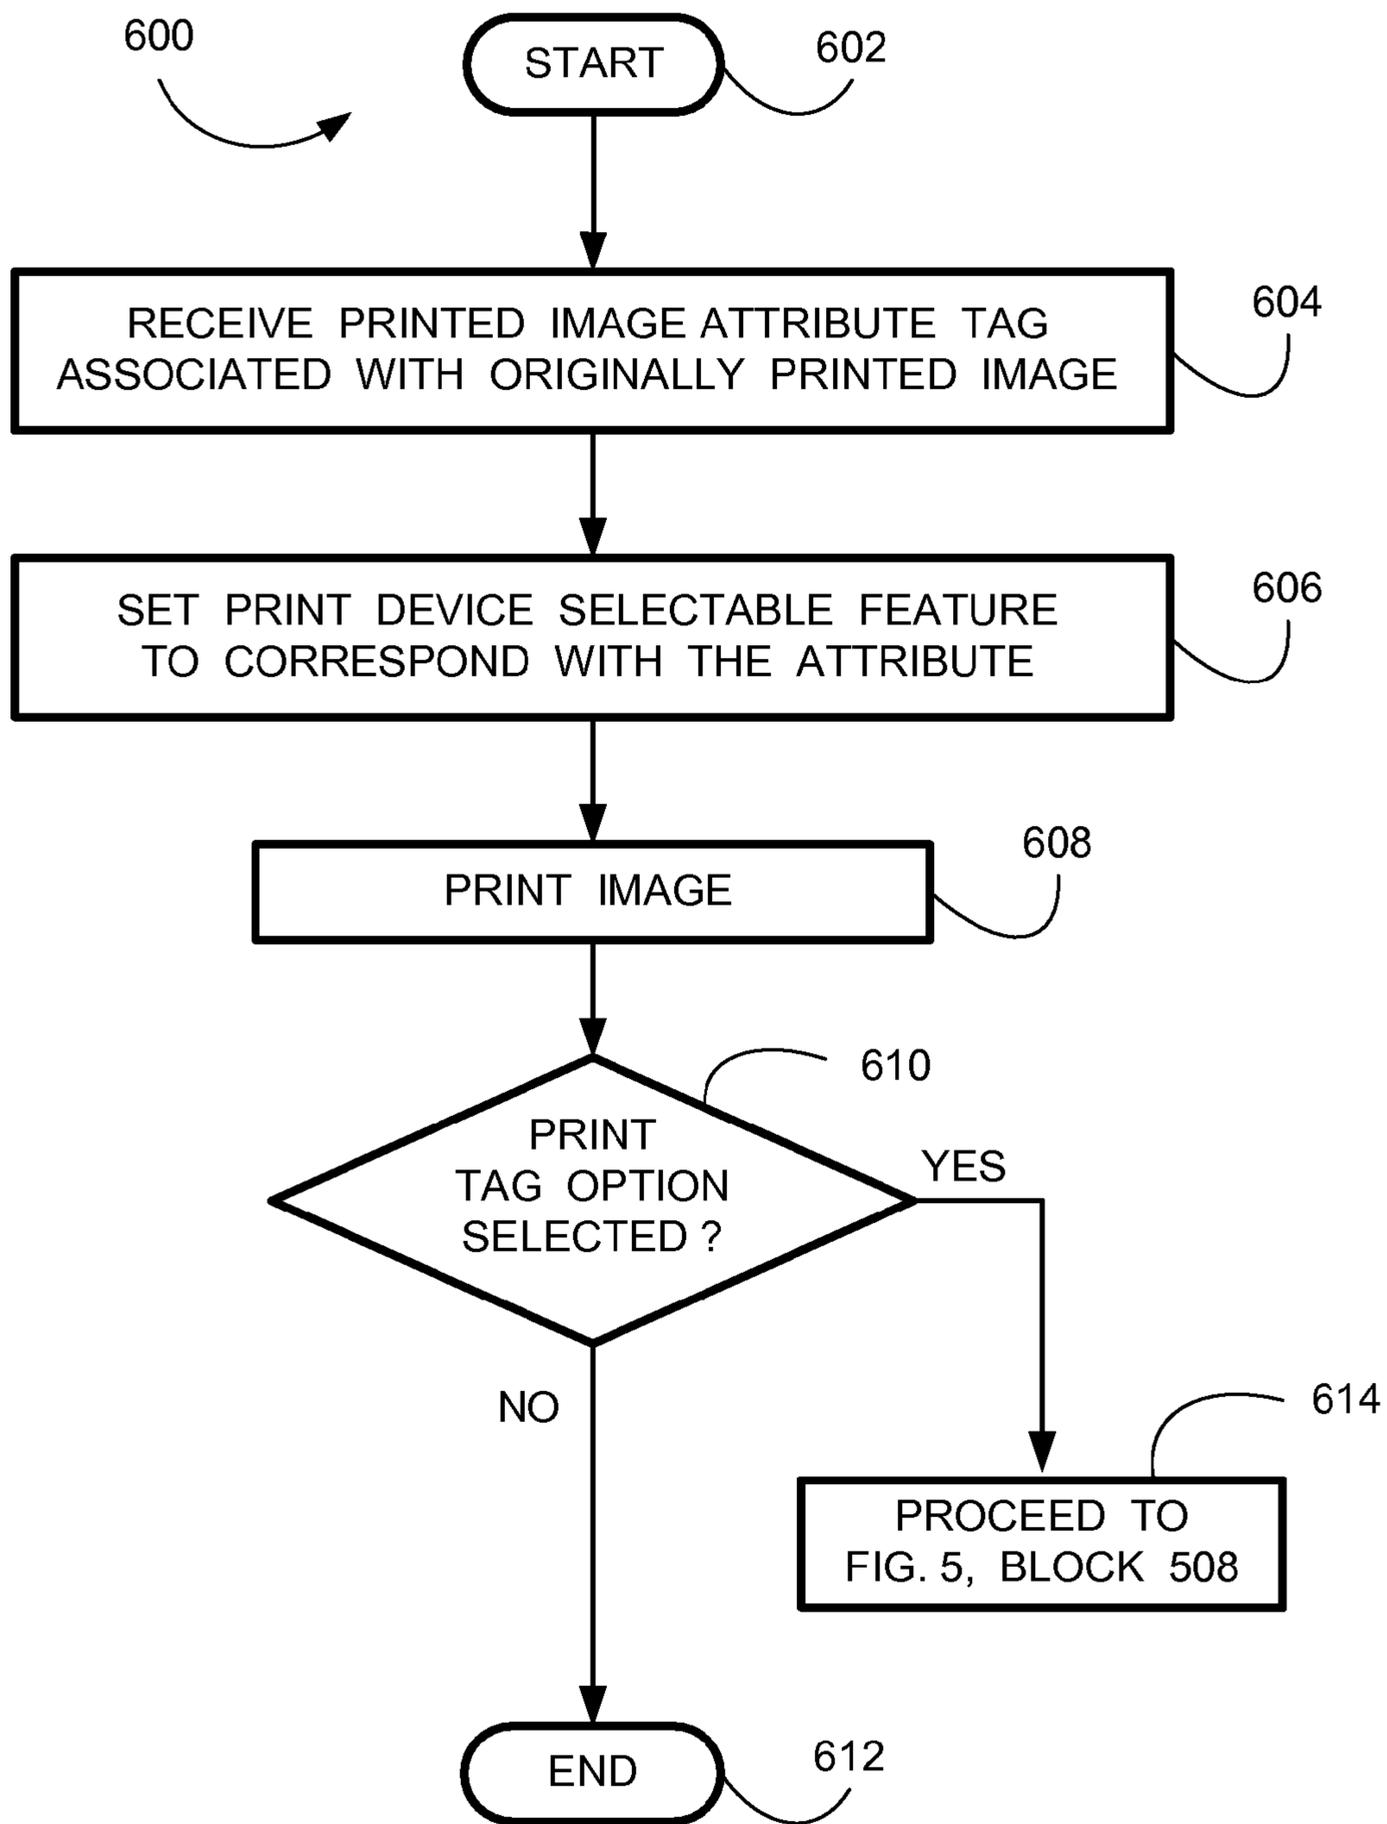 600
START
602
RECEIVE PRINTED IMAGE ATTRIBUTE TAG
ASSOCIATED WITH ORIGINALLY PRINTED IMAGE
604
SET PRINT DEVICE SELECTABLE FEATURE
TO CORRESPOND WITH THE ATTRIBUTE
606
PRINT IMAGE
608
610
PRINT
TAG OPTION
SELECTED ?
YES
NO
614
PROCEED TO
FIG. 5, BLOCK 508
END
612